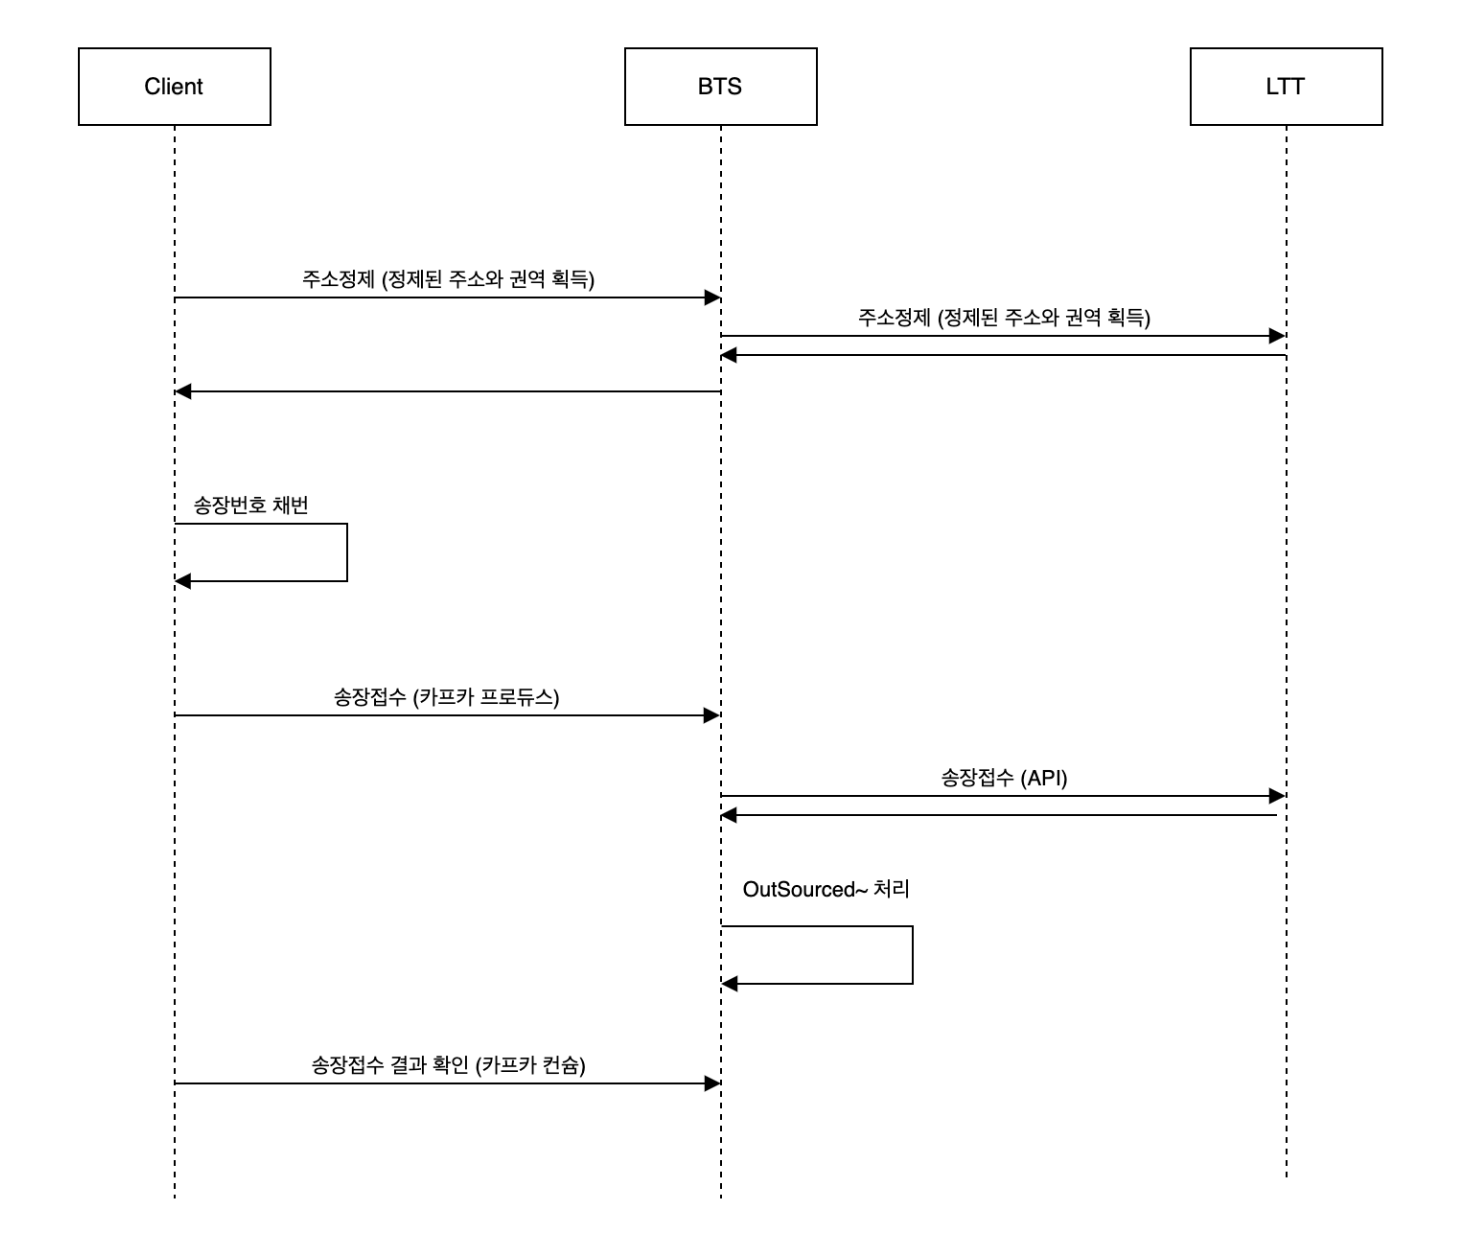 Client
BTS
LTT
주소정제 (정제된 주소와 권역 획득)
주소정제 (정제된 주소와 권역 획득)
송장번호 채번
송장접수 (카프카 프로듀스)
송장접수 (API)
OutSourced~ 처리
송장접수 결과 확인 (카프카 컨슘)